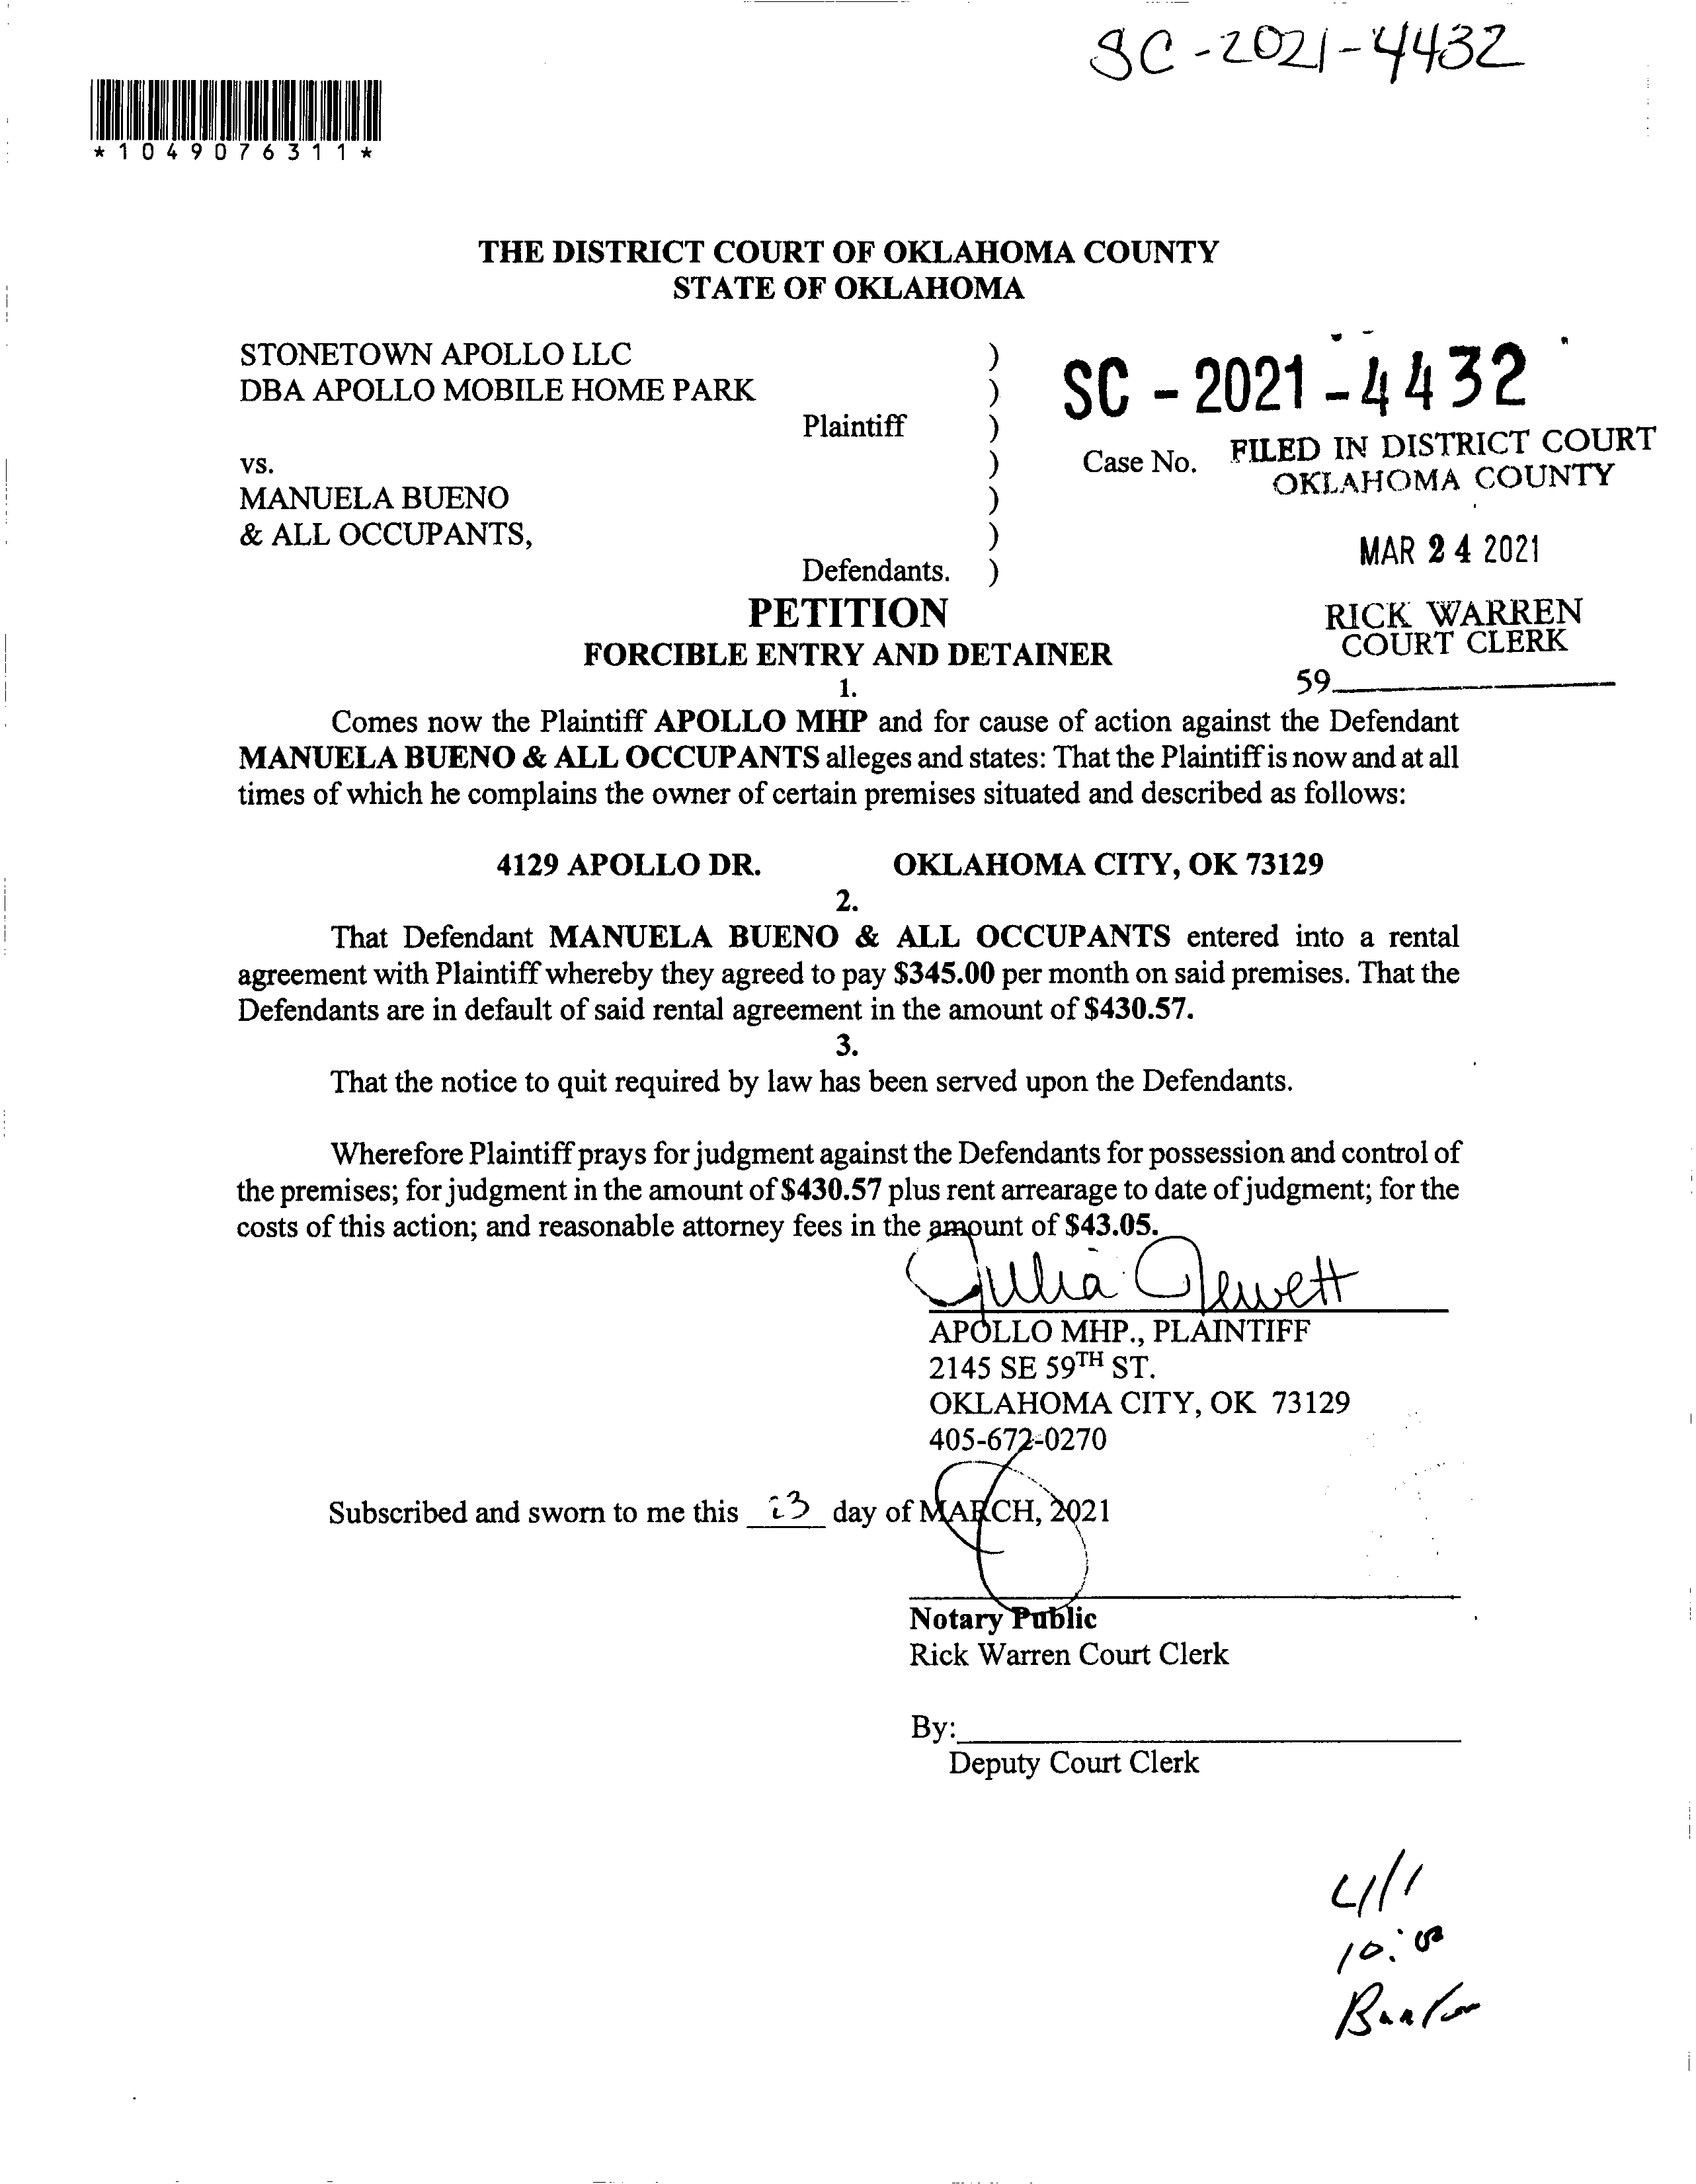 SC-2021-4432
*1049076311*
THE DISTRICT COURT OF OKLAHOMA COUNTY
STATE OF OKLAHOMA
STONETOWN APOLLO LLC )
DBA APOLLO MOBILE HOME PARK )
Plaintiff )
vs. )
MANUELA BUENO )
& ALL OCCUPANTS, )
Defendants. )
SC - 2021 - 4432
Case No. FILED IN DISTRICT COURT
OKLAHOMA COUNTY
MAR 24 2021
RICK WARREN
COURT CLERK
59
PETITION
FORCIBLE ENTRY AND DETAINER
1.
Comes now the Plaintiff APOLLO MHP and for cause of action against the Defendant
MANUELA BUENO & ALL OCCUPANTS alleges and states: That the Plaintiff is now and at all
times of which he complains the owner of certain premises situated and described as follows:
4129 APOLLO DR. OKLAHOMA CITY, OK 73129
2.
That Defendant MANUELA BUENO & ALL OCCUPANTS entered into a rental
agreement with Plaintiff whereby they agreed to pay $345.00 per month on said premises. That the
Defendants are in default of said rental agreement in the amount of $430.57.
3.
That the notice to quit required by law has been served upon the Defendants.
Wherefore Plaintiff prays for judgment against the Defendants for possession and control of
the premises; for judgment in the amount of $430.57 plus rent arrearage to date of judgment; for the
costs of this action; and reasonable attorney fees in the amount of $43.05.
Julia Jewett
APOLLO MHP., PLAINTIFF
2145 SE 59TH ST.
OKLAHOMA CITY, OK 73129
405-672-0270
Subscribed and sworn to me this 23 day of MARCH, 2021
Notary Public
Rick Warren Court Clerk
By:
Deputy Court Clerk
4/1
10:00